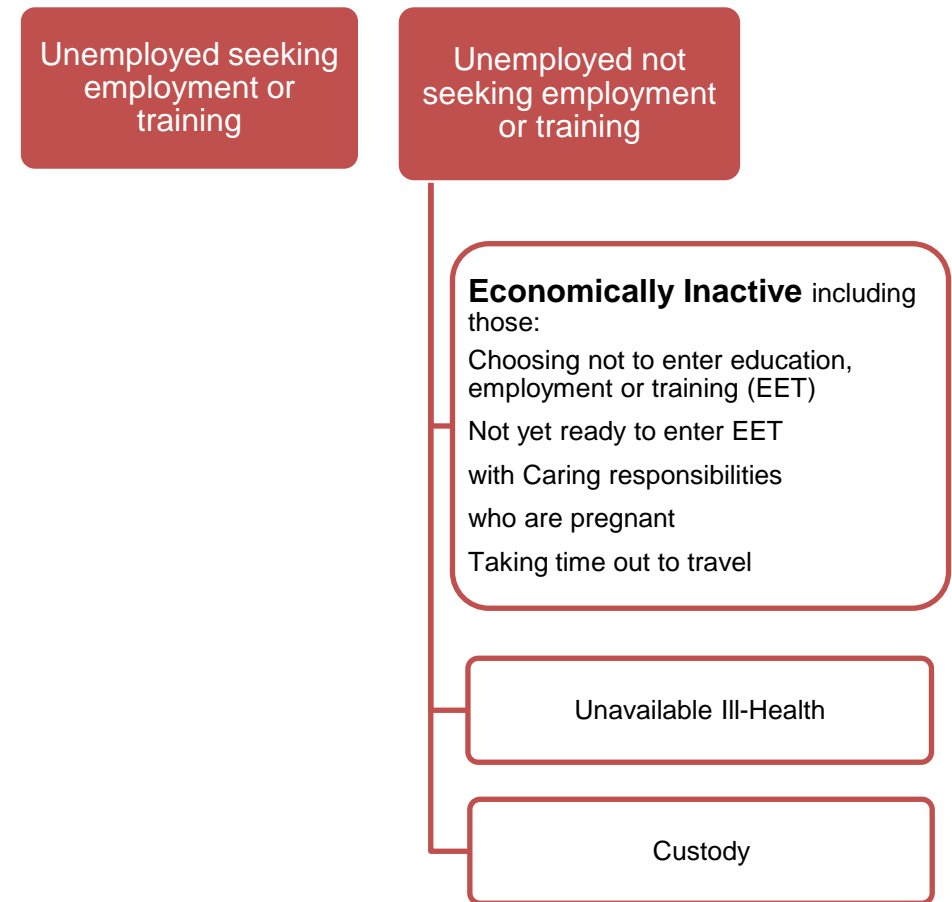 Unemployed seeking
employment or
training
Unemployed not
seeking employment
or training
Economically Inactive including
those:
Choosing not to enter education,
employment or training (EET)
Not yet ready to enter EET
with Caring responsibilities
who are pregnant
Taking time out to travel
Unavailable Ill-Health
Custody